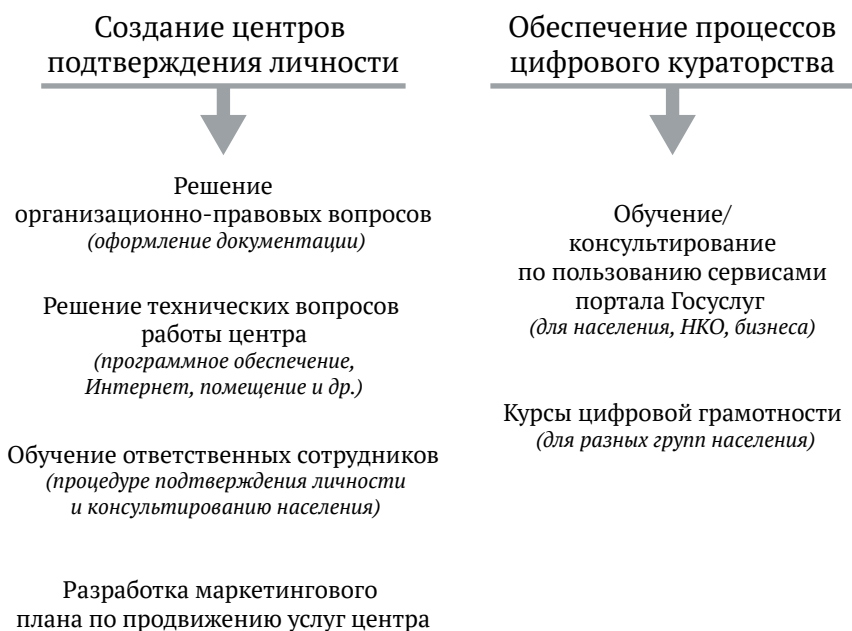 Создание центров
подтверждения личности
Решение
организационно-правовых вопросов
(оформление документации)
Решение технических вопросов
работы центра
(программное обеспечение,
Интернет, помещение и др.)
Обучение ответственных сотрудников
(процедуре подтверждения личности
и консультированию населения)
Разработка маркетингового
плана по продвижению услуг центра
Обеспечение процессов
цифрового кураторства
Обучение/
консультирование
по пользованию сервисами
портала Госуслуг
(для населения, НКО, бизнеса)
Курсы цифровой грамотности
(для разных групп населения)